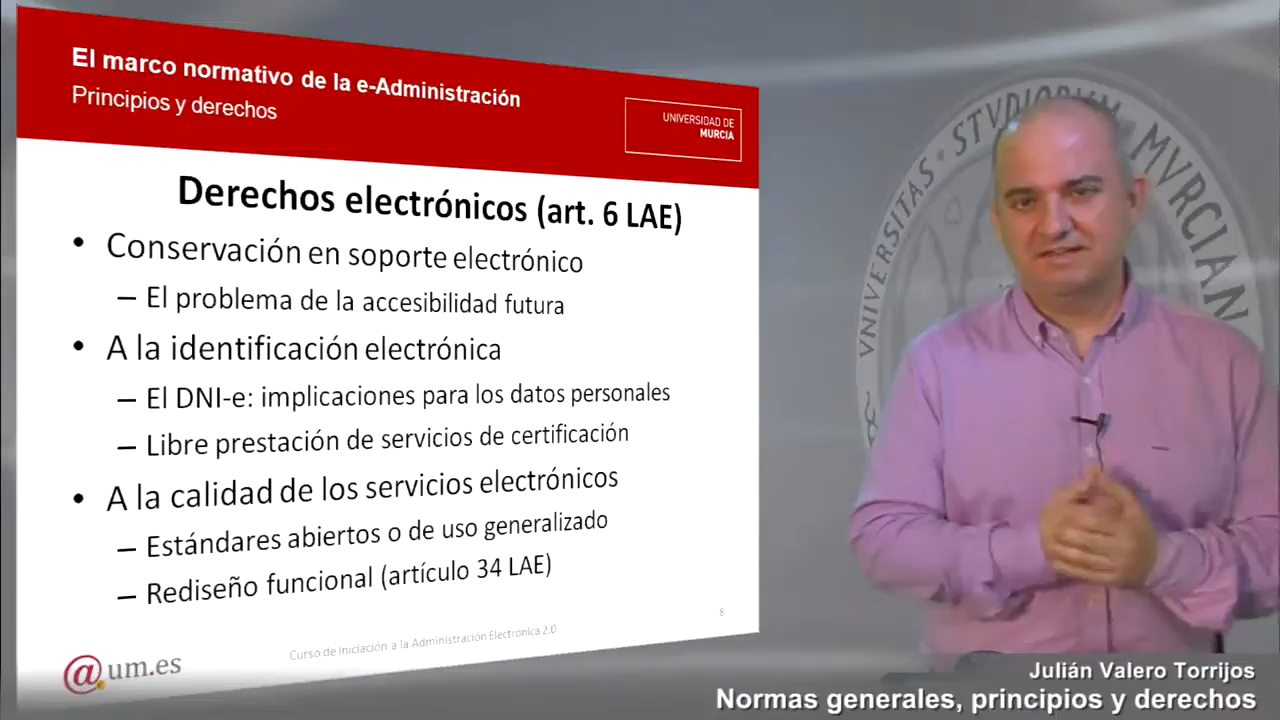 El marco normativo de la e-Administración
Principios y derechos
UNIVERSIDAD DE
MURCIA
Derechos electrónicos (art. 6 LAE)
• Conservación en soporte electrónico
– El problema de la accesibilidad futura
• A la identificación electrónica
– El DNI-e: implicaciones para los datos personales
– Libre prestación de servicios de certificación
• A la calidad de los servicios electrónicos
– Estándares abiertos o de uso generalizado
– Rediseño funcional (artículo 34 LAE)
8
Curso de Iniciación a la Administración Electrónica 2.0
@um.es
UNIVERSITAS STVDIORVM MVRCIAN
Julián Valero Torrijos
Normas generales, principios y derechos